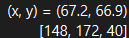 (x, y) = (67.2, 66.9)
[148, 172, 40]